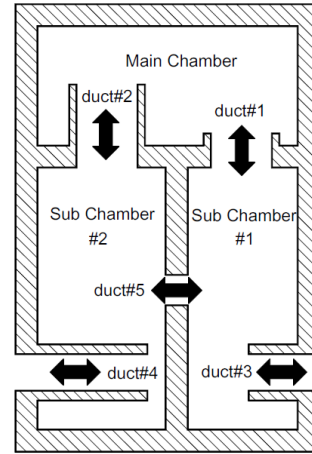 Main Chamber
duct#2
duct#1
Sub Chamber
#2
Sub Chamber
#1
duct#5
duct#4
duct#3